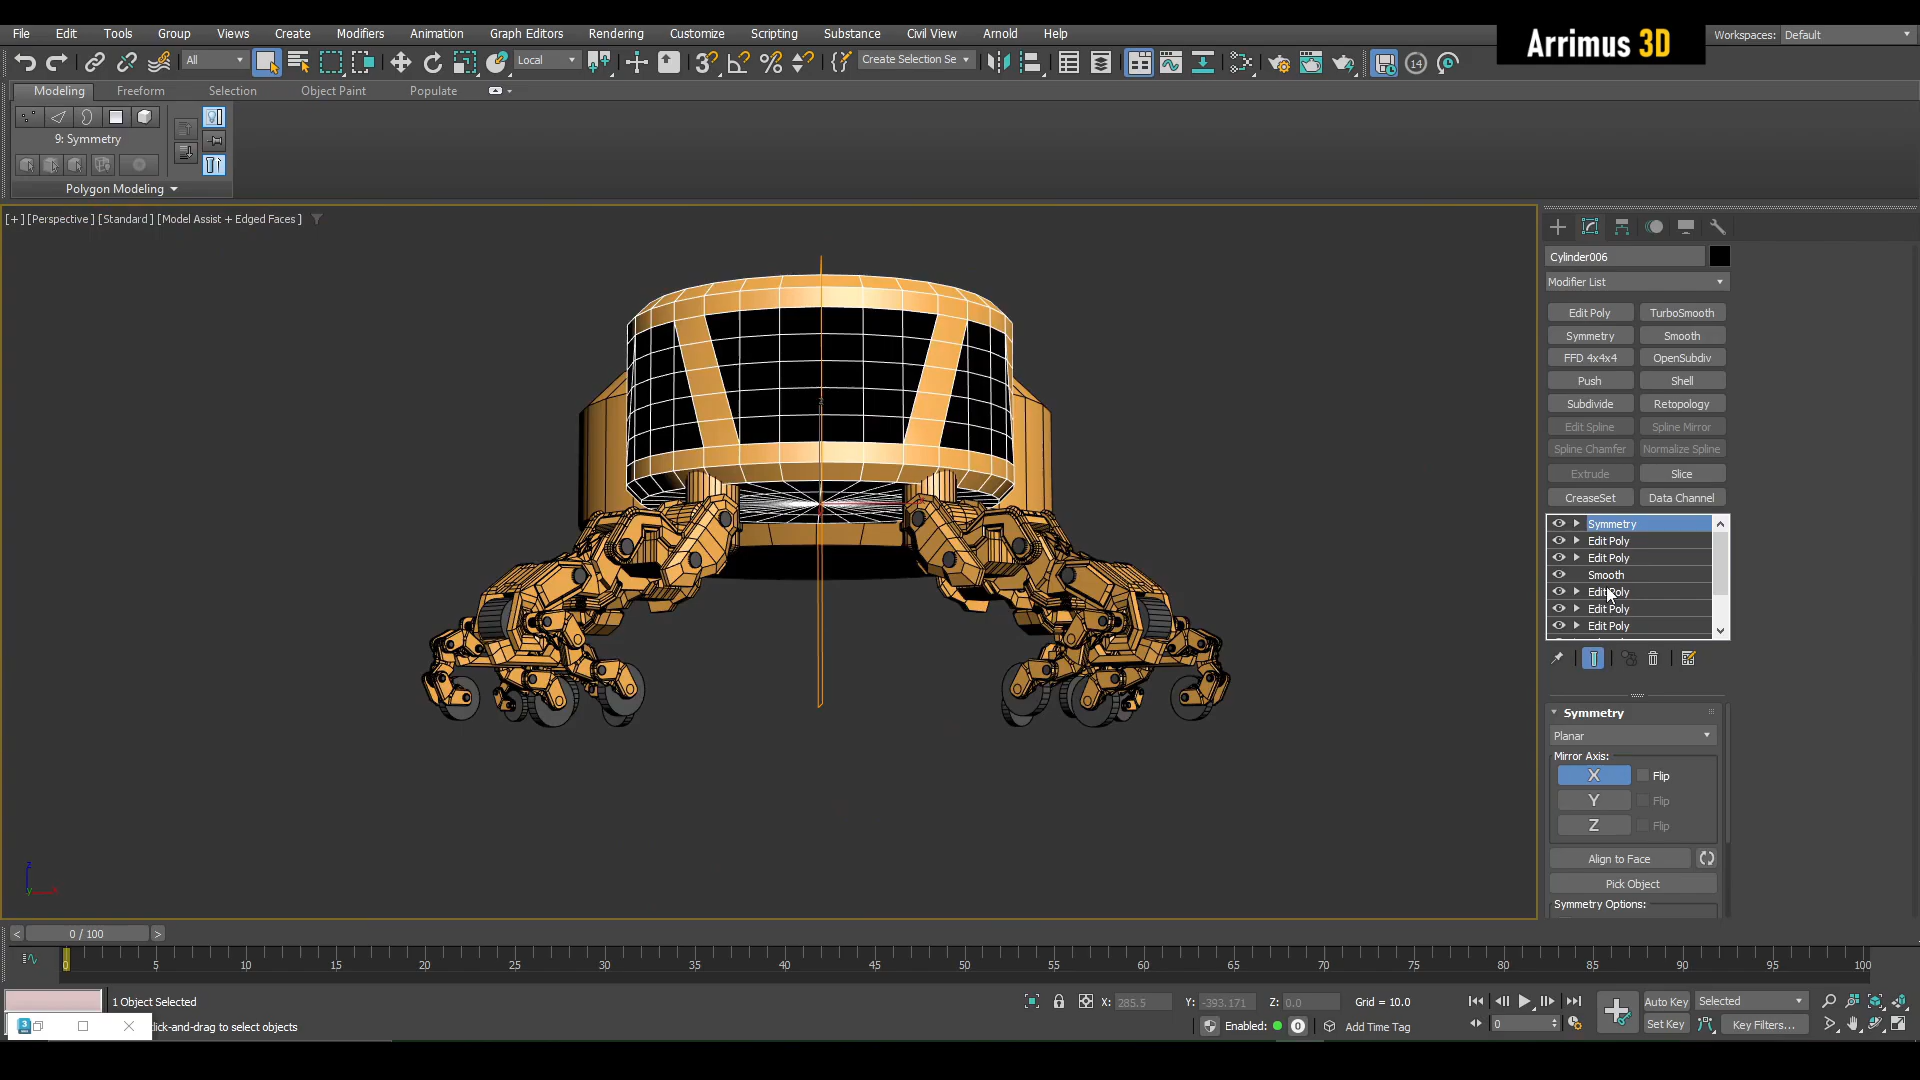 File Edit Tools Group Views Create Modifiers Animation Graph Editors Rendering Customize Scripting Substance Civil View Arnold Help
Arrimus 3D
Workspaces: Default
All
Local
Create Selection Se
14
Modeling Freeform Selection Object Paint Populate
9: Symmetry
Polygon Modeling
[+] [Perspective] [Standard] [Model Assist + Edged Faces]
Cylinder006
Modifier List
Edit Poly TurboSmooth
Symmetry Smooth
FFD 4x4x4 OpenSubdiv
Push Shell
Subdivide Retopology
Edit Spline Spline Mirror
Spline Chamfer Normalize Spline
Extrude Slice
CreaseSet Data Channel
Symmetry
Edit Poly
Edit Poly
Smooth
Edit Poly
Edit Poly
Edit Poly
Symmetry
Planar
Mirror Axis:
X Flip
Y Flip
Z Flip
Align to Face
Pick Object
Symmetry Options:
z
y
x
< 0 / 100 >
0 5 10 15 20 25 30 35 40 45 50 55 60 65 70 75 80 85 90 95 100
1 Object Selected
X: 285.5 Y: -393.171 Z: 0.0 Grid = 10.0
Auto Key Selected
click-and-drag to select objects
Enabled: 0 Add Time Tag
0
Set Key Key Filters...